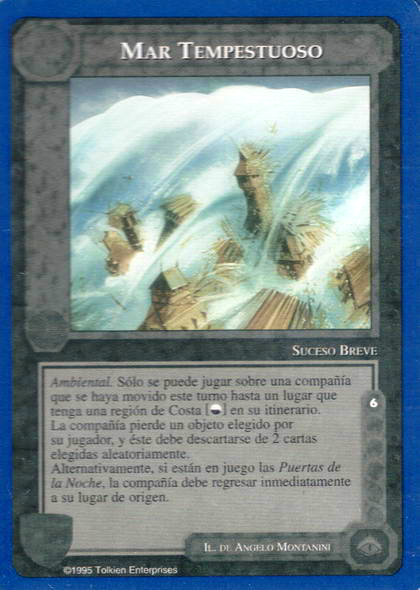 MAR TEMPESTUOSO
SUCESO BREVE
Ambiental. Sólo se puede jugar sobre una compañía
que se haya movido este turno hasta un lugar que
tenga una región de Costa [ ] en su itinerario.
La compañía pierde un objeto elegido por
su jugador, y éste debe descartarse de 2 cartas
elegidas aleatoriamente.
Alternativamente, si están en juego las Puertas de
la Noche, la compañía debe regresar inmediatamente
a su lugar de origen.
6
IL. DE ANGELO MONTANINI
©1995 Tolkien Enterprises